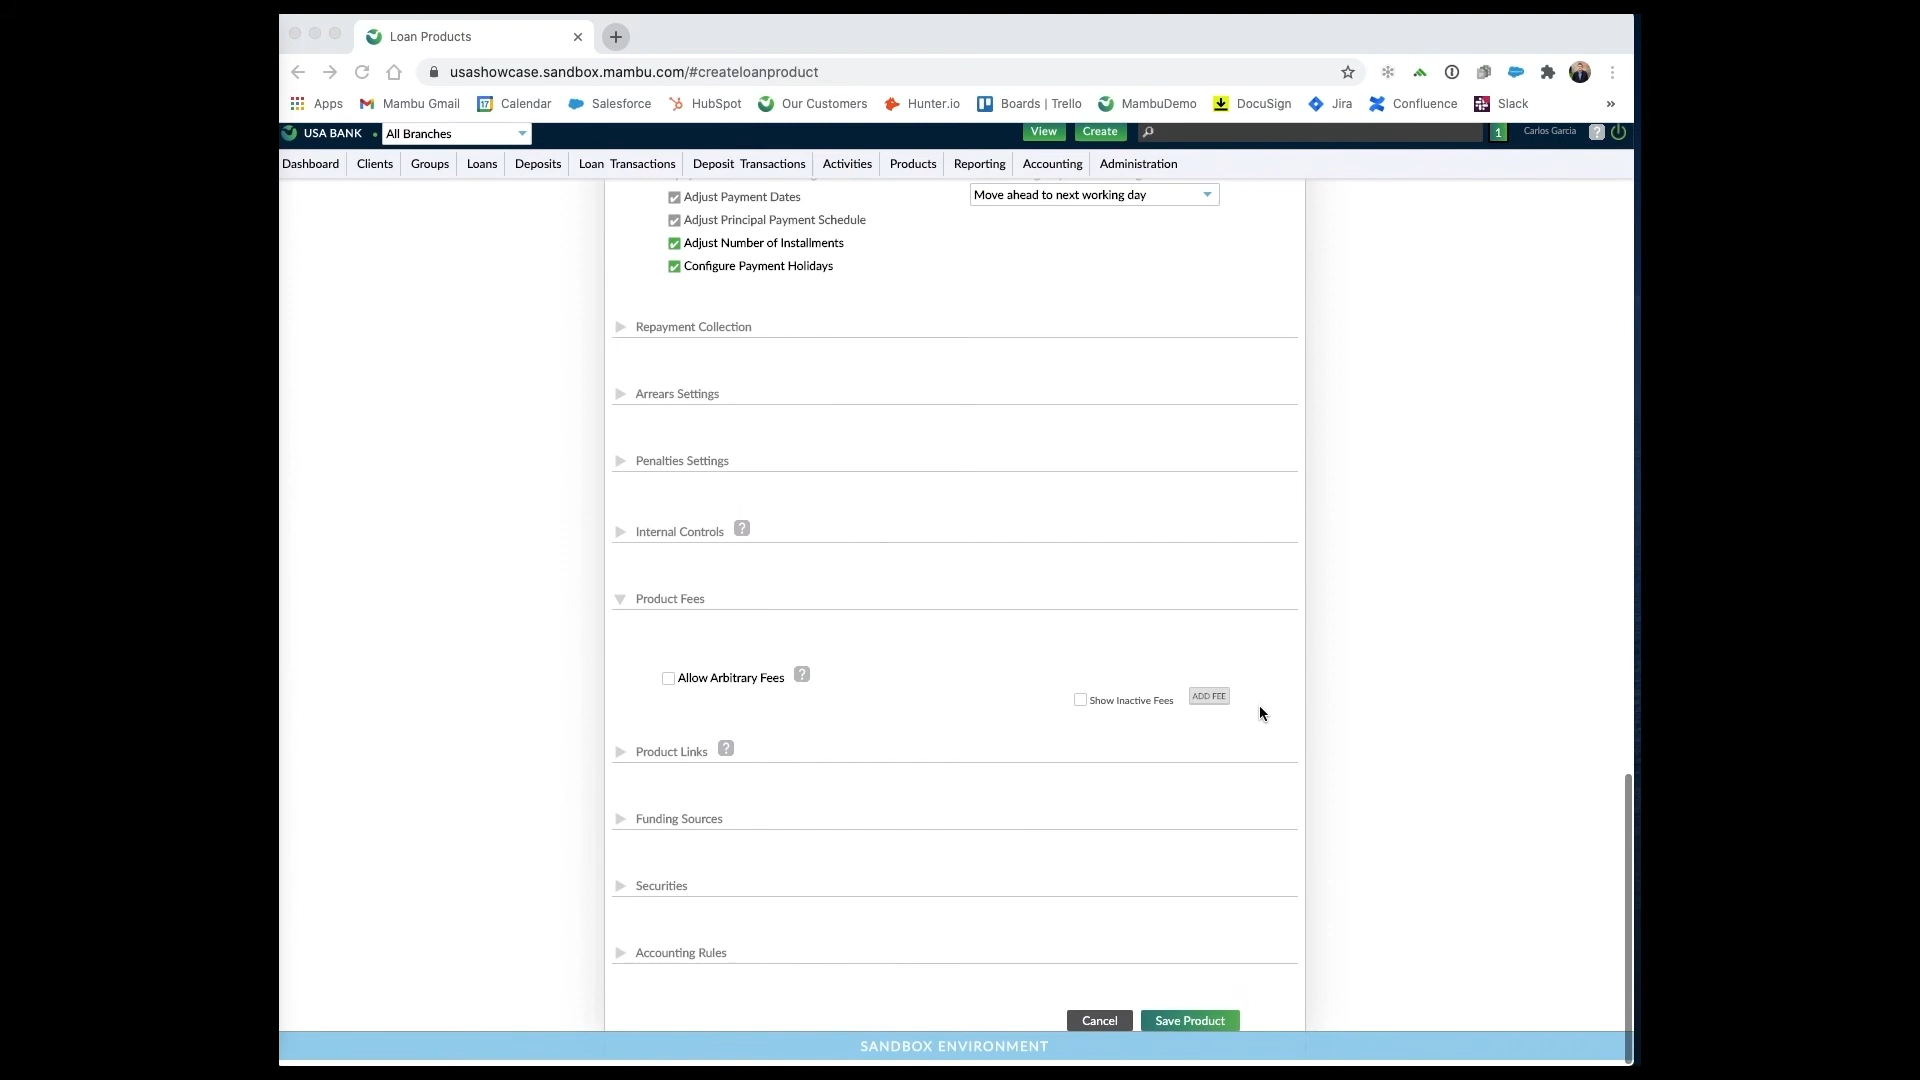 Loan Products
usashowcase.sandbox.mambu.com/#createloanproduct
Apps Mambu Gmail 17 Calendar Salesforce HubSpot Our Customers Hunter.io Boards | Trello MambuDemo DocuSign Jira Confluence Slack »
USA BANK All Branches View Create 1 Carlos Garcia ?
Dashboard Clients Groups Loans Deposits Loan Transactions Deposit Transactions Activities Products Reporting Accounting Administration
Adjust Payment Dates Move ahead to next working day
Adjust Principal Payment Schedule
Adjust Number of Installments
Configure Payment Holidays
Repayment Collection
Arrears Settings
Penalties Settings
Internal Controls ?
Product Fees
Allow Arbitrary Fees ?
Show Inactive Fees ADD FEE
Product Links ?
Funding Sources
Securities
Accounting Rules
Cancel Save Product
SANDBOX ENVIRONMENT